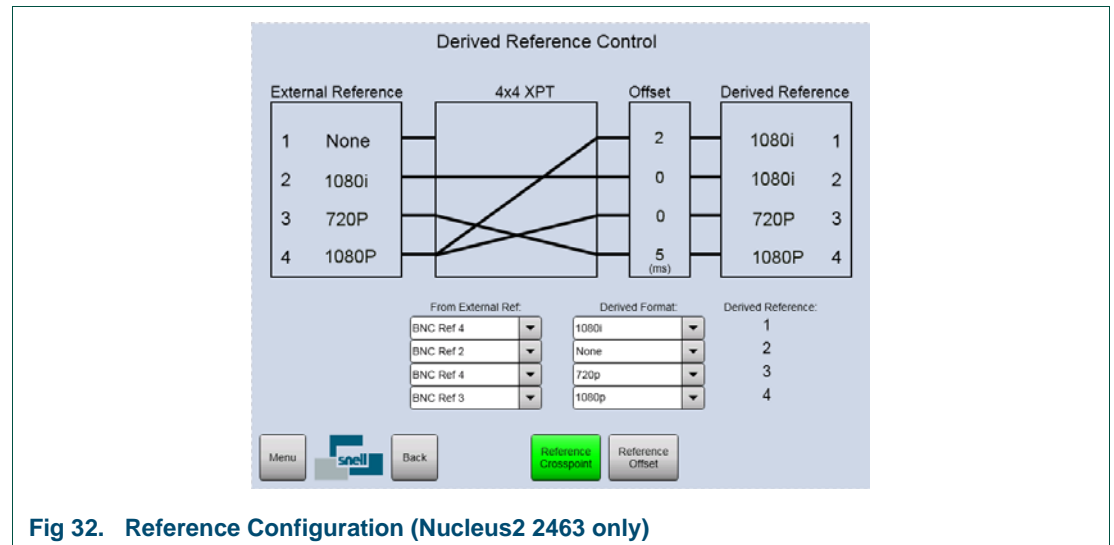 Derived Reference Control
External Reference 4x4 XPT Offset Derived Reference
1 None 2 1080i 1
2 1080i 0 1080i 2
3 720P 0 720P 3
4 1080P 5 1080P 4
(ms)
From External Ref: Derived Format: Derived Reference:
BNC Ref 4 1080i 1
BNC Ref 2 None 2
BNC Ref 4 720p 3
BNC Ref 3 1080p 4
Menu snell Back Reference Crosspoint Reference Offset
Fig 32. Reference Configuration (Nucleus2 2463 only)